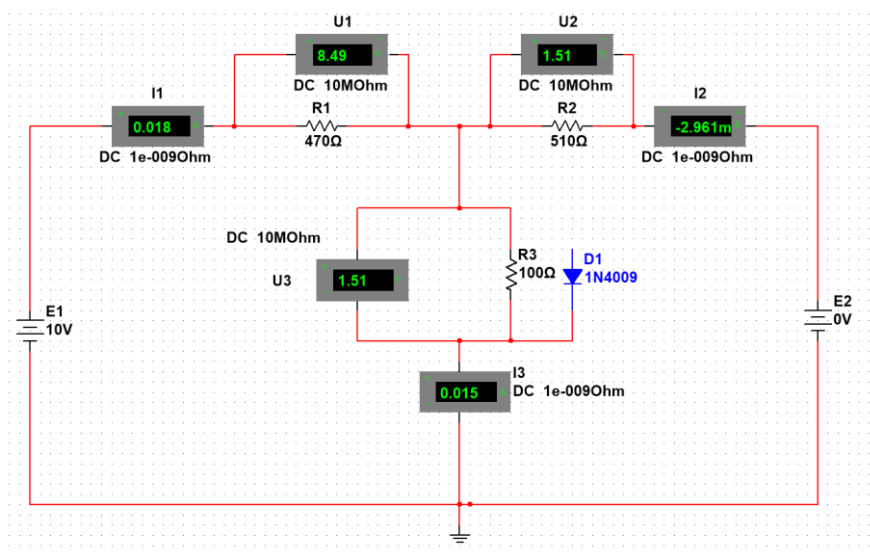 U1
8.49
DC 10MOhm
U2
1.51
DC 10MOhm
I1
0.018
DC 1e-009Ohm
R1
470Ω
R2
510Ω
I2
-2.961m
DC 1e-009Ohm
DC 10MOhm
U3
1.51
R3
100Ω
D1
1N4009
E1
10V
E2
0V
I3
0.015
DC 1e-009Ohm